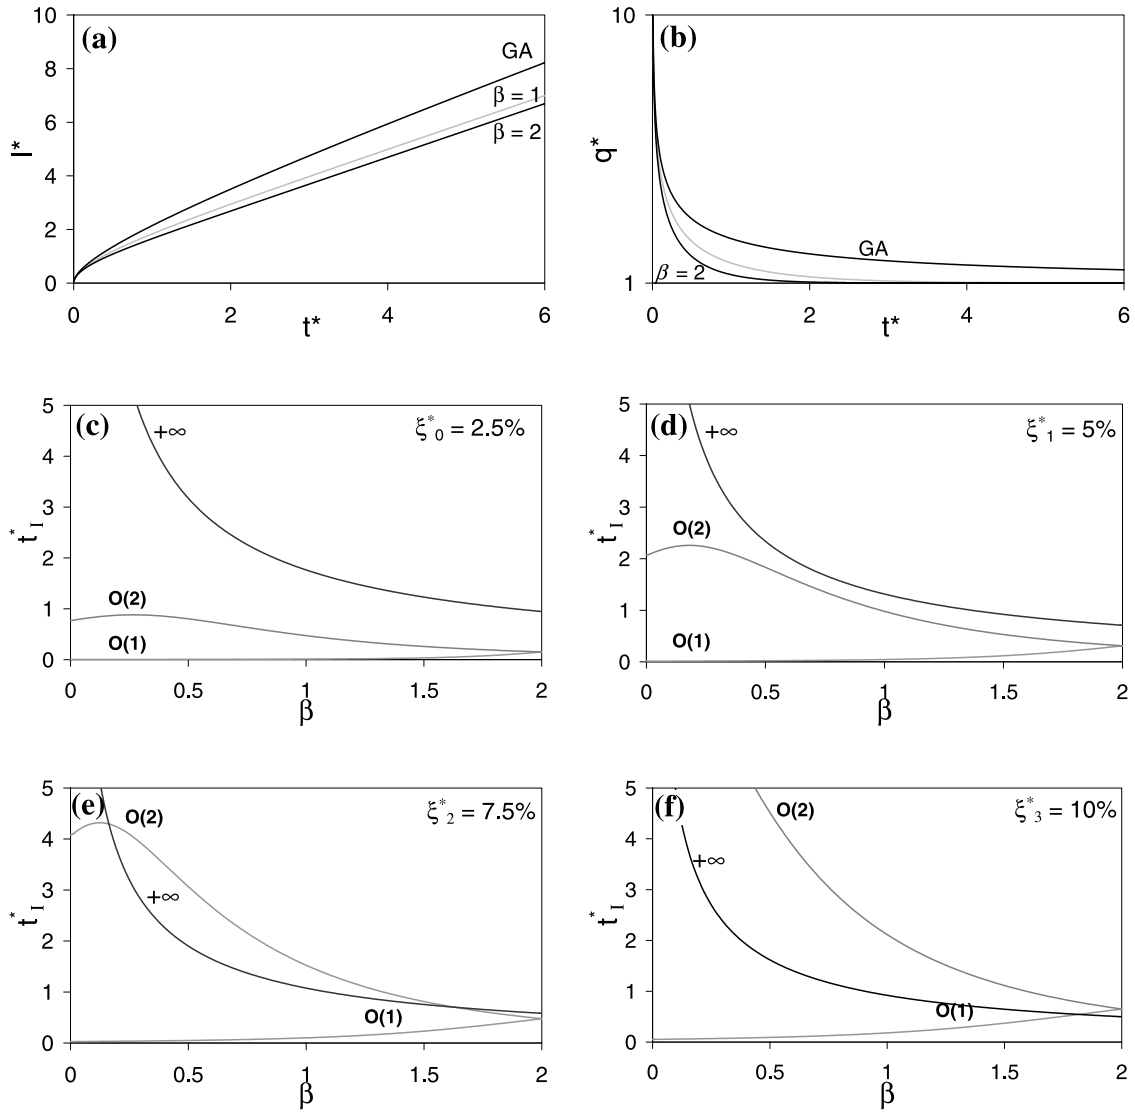 (a)
10
8
6
4
2
0
I*
GA
β = 1
β = 2
0 2 4 6
t*
(b)
10
1
q*
GA
β = 2
0 2 4 6
t*
(c)
ξ*0 = 2.5%
5
4
3
2
1
0
t*I
+∞
O(2)
O(1)
0 0.5 1 1.5 2
β
(d)
ξ*1 = 5%
5
4
3
2
1
0
t*I
+∞
O(2)
O(1)
0 0.5 1 1.5 2
β
(e)
ξ*2 = 7.5%
5
4
3
2
1
0
t*I
O(2)
+∞
O(1)
0 0.5 1 1.5 2
β
(f)
ξ*3 = 10%
5
4
3
2
1
0
t*I
O(2)
+∞
O(1)
0 0.5 1 1.5 2
β